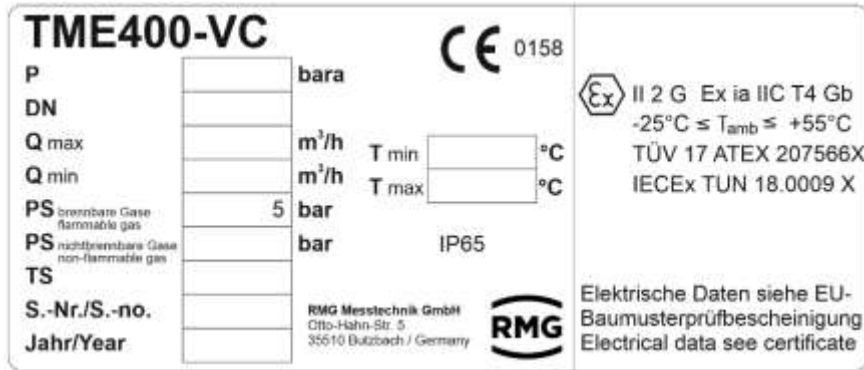 TME400-VC
CE 0158
P bara
DN
Q max m³/h
Q min m³/h
T min °C
T max °C
PS brennbare Gase
flammable gas 5 bar
PS nichtbrennbare Gase
non-flammable gas bar
IP65
TS
S.-Nr./S.-no.
Jahr/Year
RMG Messtechnik GmbH
Otto-Hahn-Str. 5
35510 Butzbach / Germany
RMG
Ex II 2 G Ex ia IIC T4 Gb
-25°C ≤ Tamb ≤ +55°C
TÜV 17 ATEX 207566X
IECEx TUN 18.0009 X
Elektrische Daten siehe EU-
Baumusterprüfbescheinigung
Electrical data see certificate